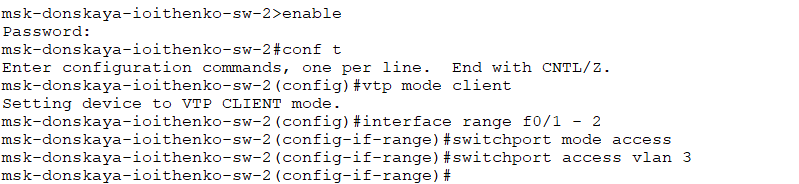 msk-donskaya-ioithenko-sw-2>enable
Password:
msk-donskaya-ioithenko-sw-2#conf t
Enter configuration commands, one per line.  End with CNTL/Z.
msk-donskaya-ioithenko-sw-2(config)#vtp mode client
Setting device to VTP CLIENT mode.
msk-donskaya-ioithenko-sw-2(config)#interface range f0/1 - 2
msk-donskaya-ioithenko-sw-2(config-if-range)#switchport mode access
msk-donskaya-ioithenko-sw-2(config-if-range)#switchport access vlan 3
msk-donskaya-ioithenko-sw-2(config-if-range)#